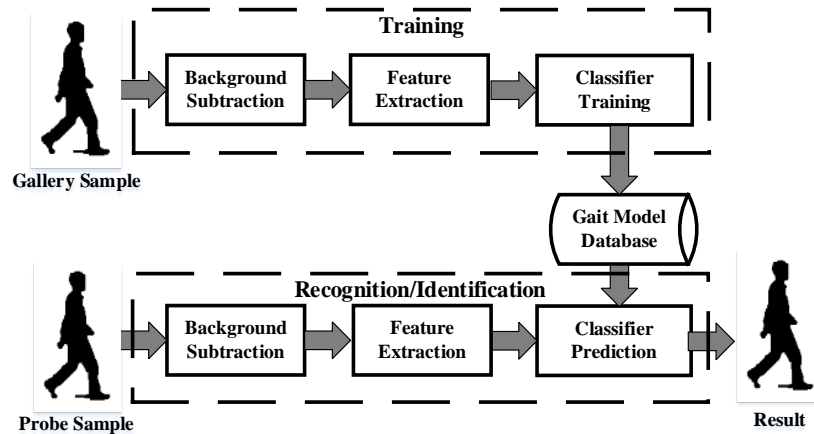 Training
Background
Subtraction
Feature
Extraction
Classifier
Training
Gallery Sample
Gait Model
Database
Recognition/Identification
Background
Subtraction
Feature
Extraction
Classifier
Prediction
Probe Sample
Result